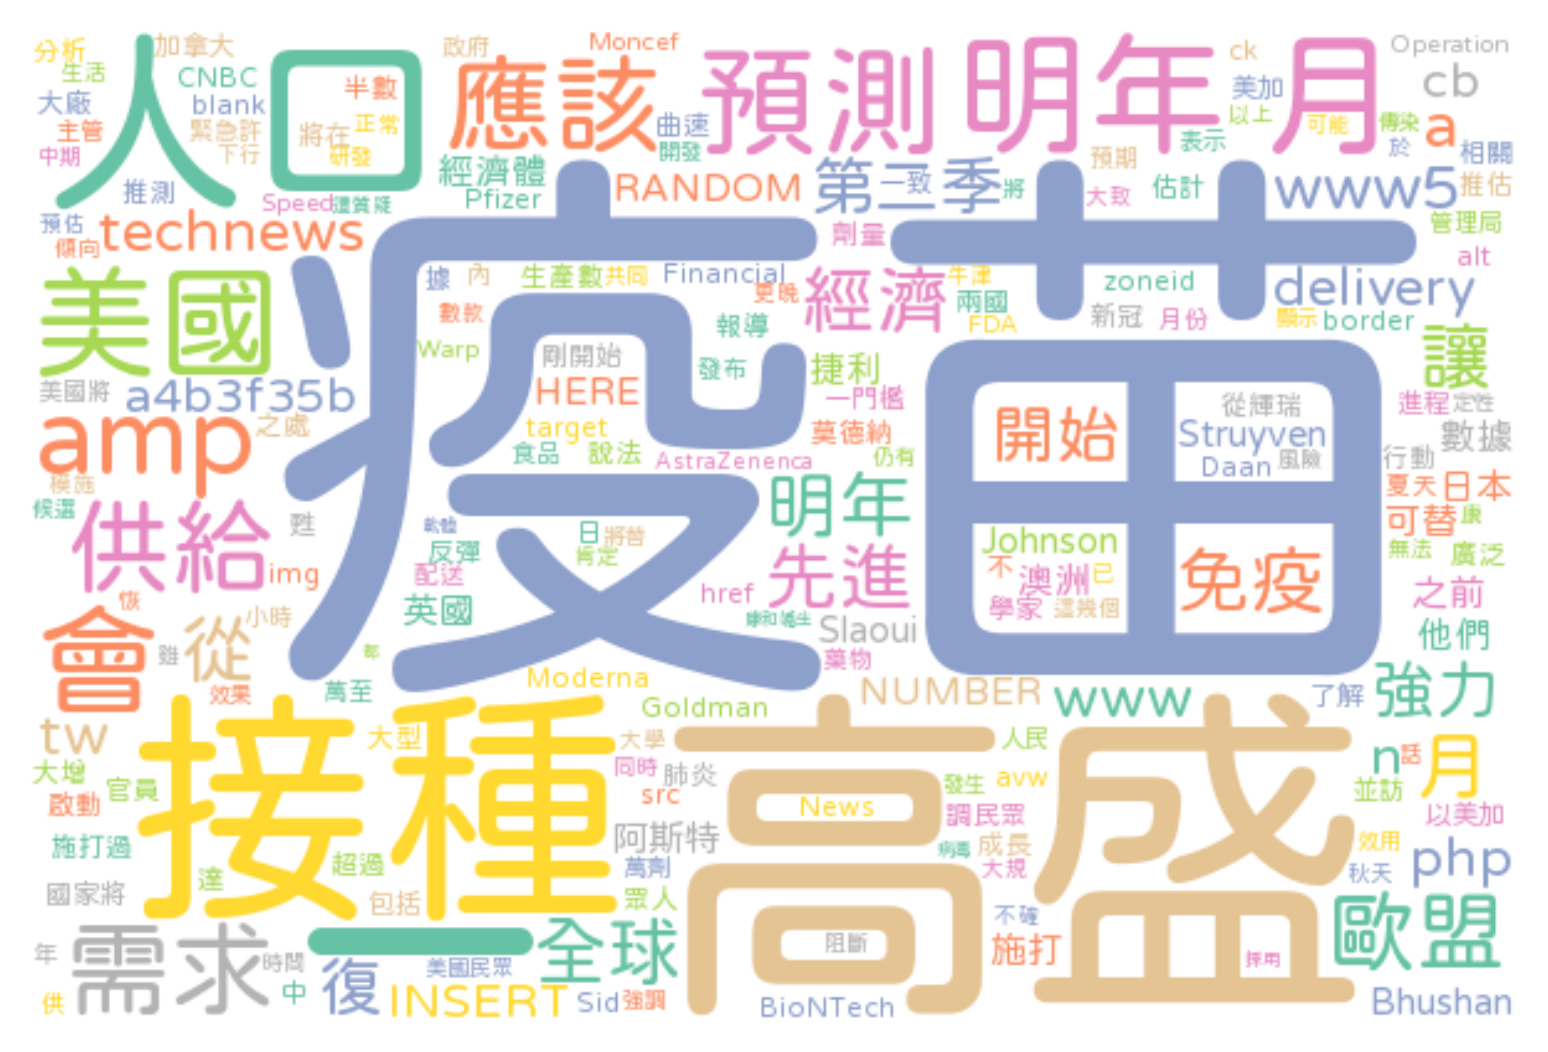 分析
加拿大
人口
政府
Moncef
應該
預測
明年
月
ck
Operation
生活
CNBC
半數
美加
cb
大廠
blank
以上
主管
緊急許
將在
正常
曲速
可能
傳染
a
中期
下行
研發
開發
表示
於
相關
推測
經濟體
Pfizer
RANDOM
第二季
一致
將
預期
大致
估計
www5
推估
Speed
還質疑
預估
technews
傾向
劑量
管理局
疫苗
alt
美國
據
內
生產數
共同
Financial
更晚
經濟
牛津
兩國
FDA
zoneid
delivery
數款
報導
新冠
月份
顯示
border
Warp
剛開始
發布
捷利
讓
美國將
a4b3f35b
HERE
一門檻
從輝瑞
進程
定性
amp
之處
target
莫德納
開始
Struyven
數據
食品
說法
AstraZenenca
仍有
Daan
風險
行動
候選
明年
夏天
日本
供給
甦
軟體
日
將替
可替
康
反彈
肯定
Johnson
無法
廣泛
img
配送
先進
不
澳洲
已
免疫
之前
恢
英國
href
學家
這幾個
會
從
小時
Slaoui
他們
雖
都
藥物
效果
萬至
Moderna
NUMBER
www
了解
強力
Goldman
tw
接種
大型
大學
高盛
人民
n
話
月
大增
官員
同時
肺炎
發生
avw
並訪
啟動
src
News
調民眾
以美加
施打過
阿斯特
病毒
成長
效用
php
超過
達
萬劑
大規
秋天
國家將
包括
眾人
不確
歐盟
年
需求
時間
一
全球
阻斷
施打
採用
供
中
復
美國民眾
INSERT
Sid
強調
BioNTech
Bhushan